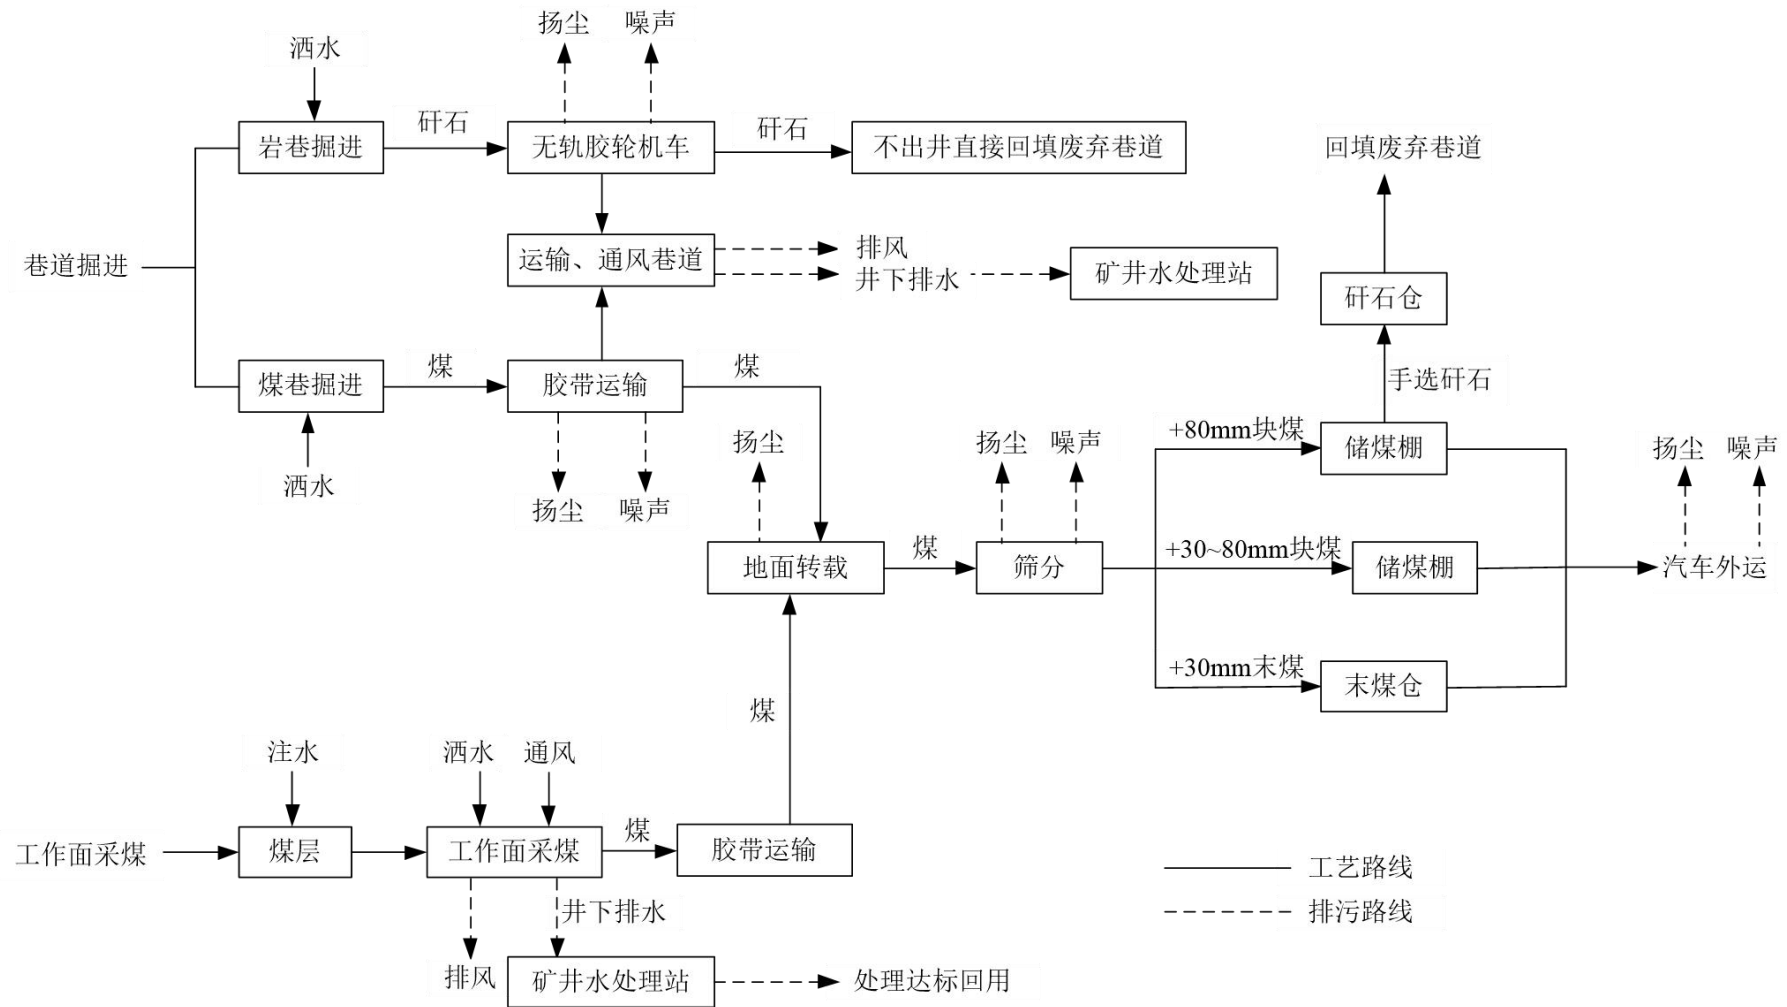 扬尘
噪声
洒水
岩巷掘进
矸石
无轨胶轮机车
矸石
不出井直接回填废弃巷道
回填废弃巷道
巷道掘进
运输、通风巷道
排风
井下排水
矿井水处理站
矸石仓
手选矸石
煤巷掘进
煤
胶带运输
煤
洒水
扬尘
噪声
扬尘
地面转载
煤
扬尘
噪声
筛分
+80mm块煤
储煤棚
+30~80mm块煤
储煤棚
+30mm末煤
末煤仓
扬尘
噪声
汽车外运
煤
注水
洒水
通风
工作面采煤
煤层
工作面采煤
煤
胶带运输
井下排水
排风
矿井水处理站
处理达标回用
工艺路线
排污路线